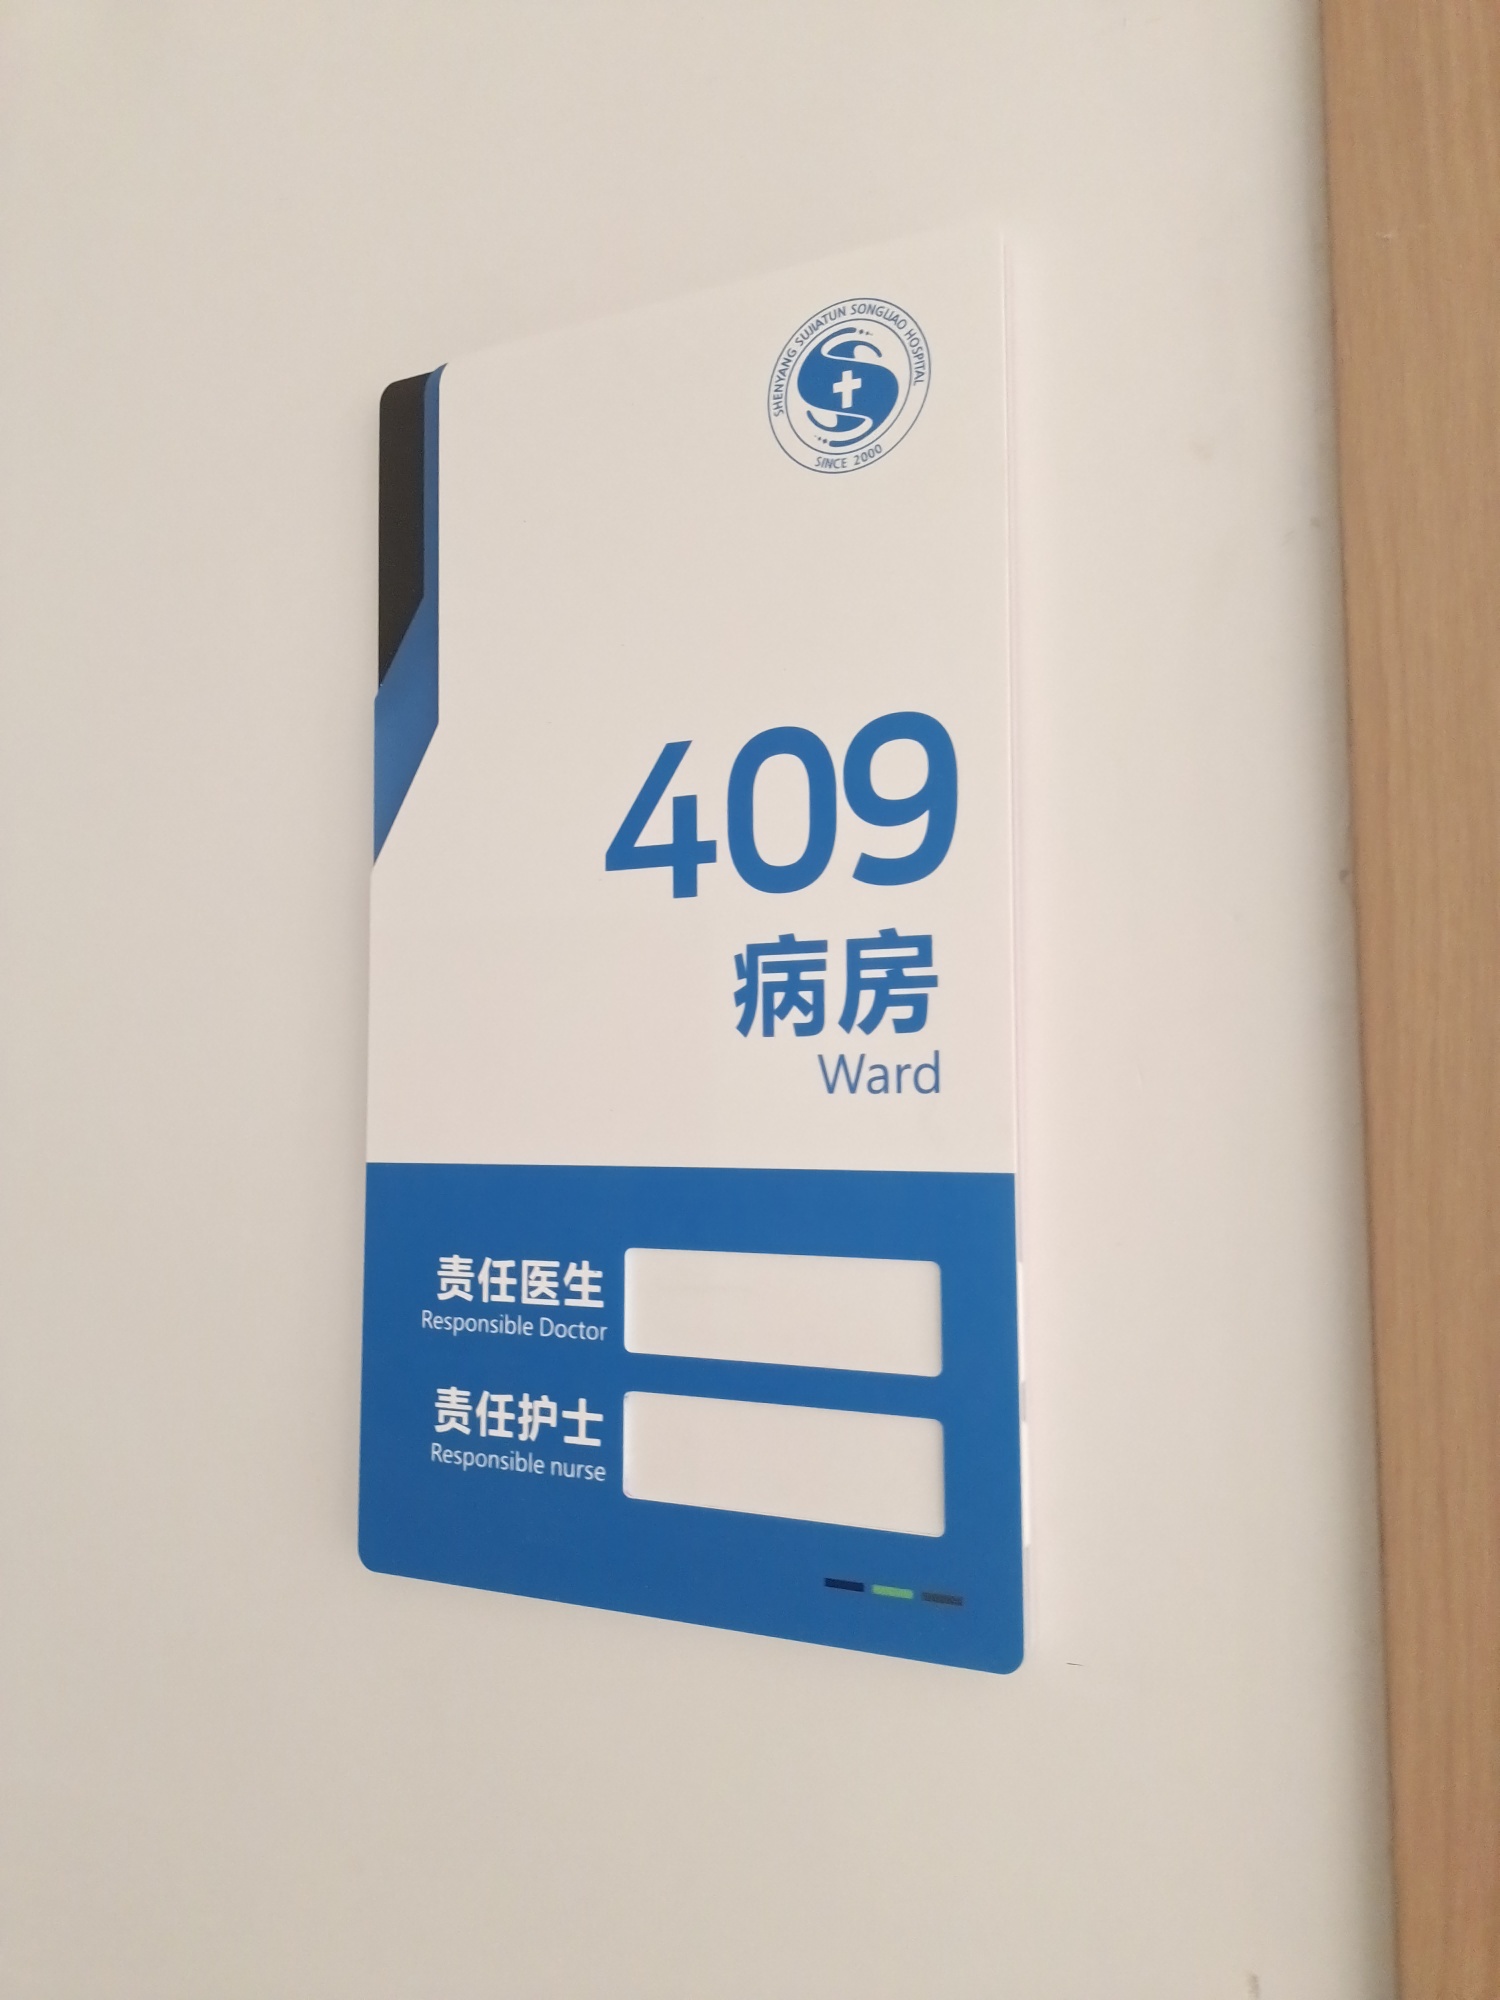 SHENYANG SUJIATUN SONGLIAO HOSPITAL
SINCE 2000
409
病房
Ward
责任医生
Responsible Doctor
责任护士
Responsible nurse